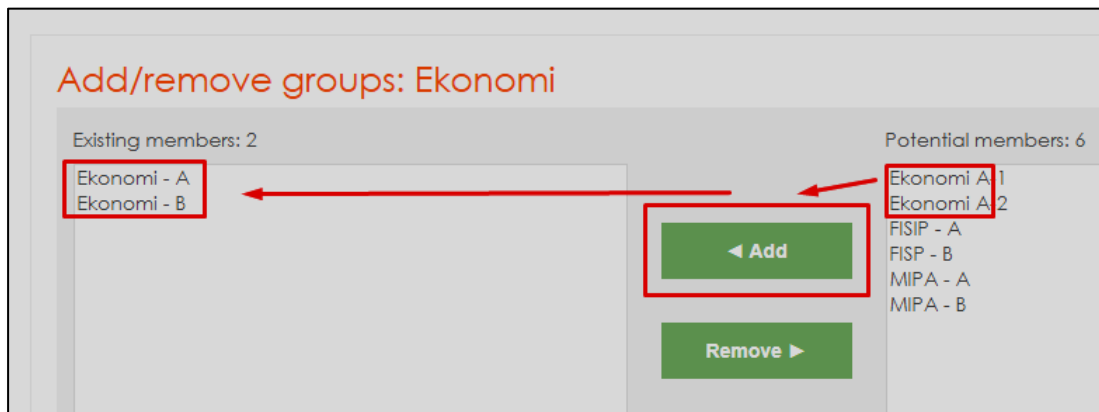 Add/remove groups: Ekonomi
Existing members: 2
Ekonomi - A
Ekonomi - B
◄ Add
Remove ►
Potential members: 6
Ekonomi A-1
Ekonomi A-2
FISIP - A
FISP - B
MIPA - A
MIPA - B